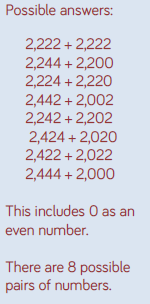 Possible answers:
2,222 + 2,222
2,244 + 2,200
2,224 + 2,220
2,442 + 2,002
2,242 + 2,202
2,424 + 2,020
2,422 + 2,022
2,444 + 2,000
This includes 0 as an
even number.
There are 8 possible
pairs of numbers.